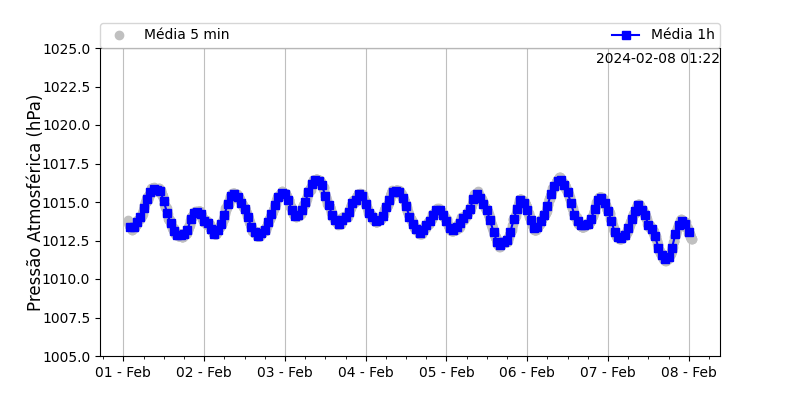 Média 5 min
Média 1h
2024-02-08 01:22
Pressão Atmosférica (hPa)
1025.0
1022.5
1020.0
1017.5
1015.0
1012.5
1010.0
1007.5
1005.0
01 - Feb
02 - Feb
03 - Feb
04 - Feb
05 - Feb
06 - Feb
07 - Feb
08 - Feb